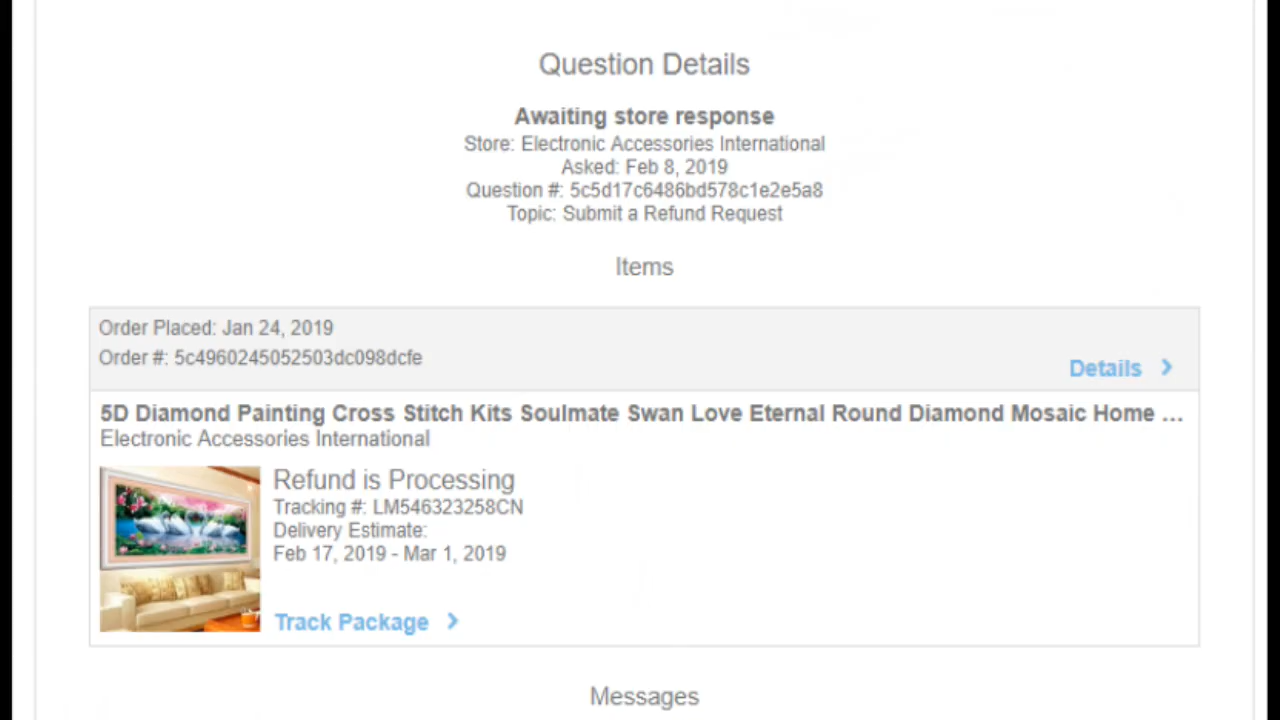 Question Details
Awaiting store response
Store: Electronic Accessories International
Asked: Feb 8, 2019
Question #: 5c5d17c6486bd578c1e2e5a8
Topic: Submit a Refund Request
Items
Order Placed: Jan 24, 2019
Order #: 5c4960245052503dc098dcfe
Details
5D Diamond Painting Cross Stitch Kits Soulmate Swan Love Eternal Round Diamond Mosaic Home ...
Electronic Accessories International
Refund is Processing
Tracking #: LM546323258CN
Delivery Estimate:
Feb 17, 2019 - Mar 1, 2019
Track Package
Messages